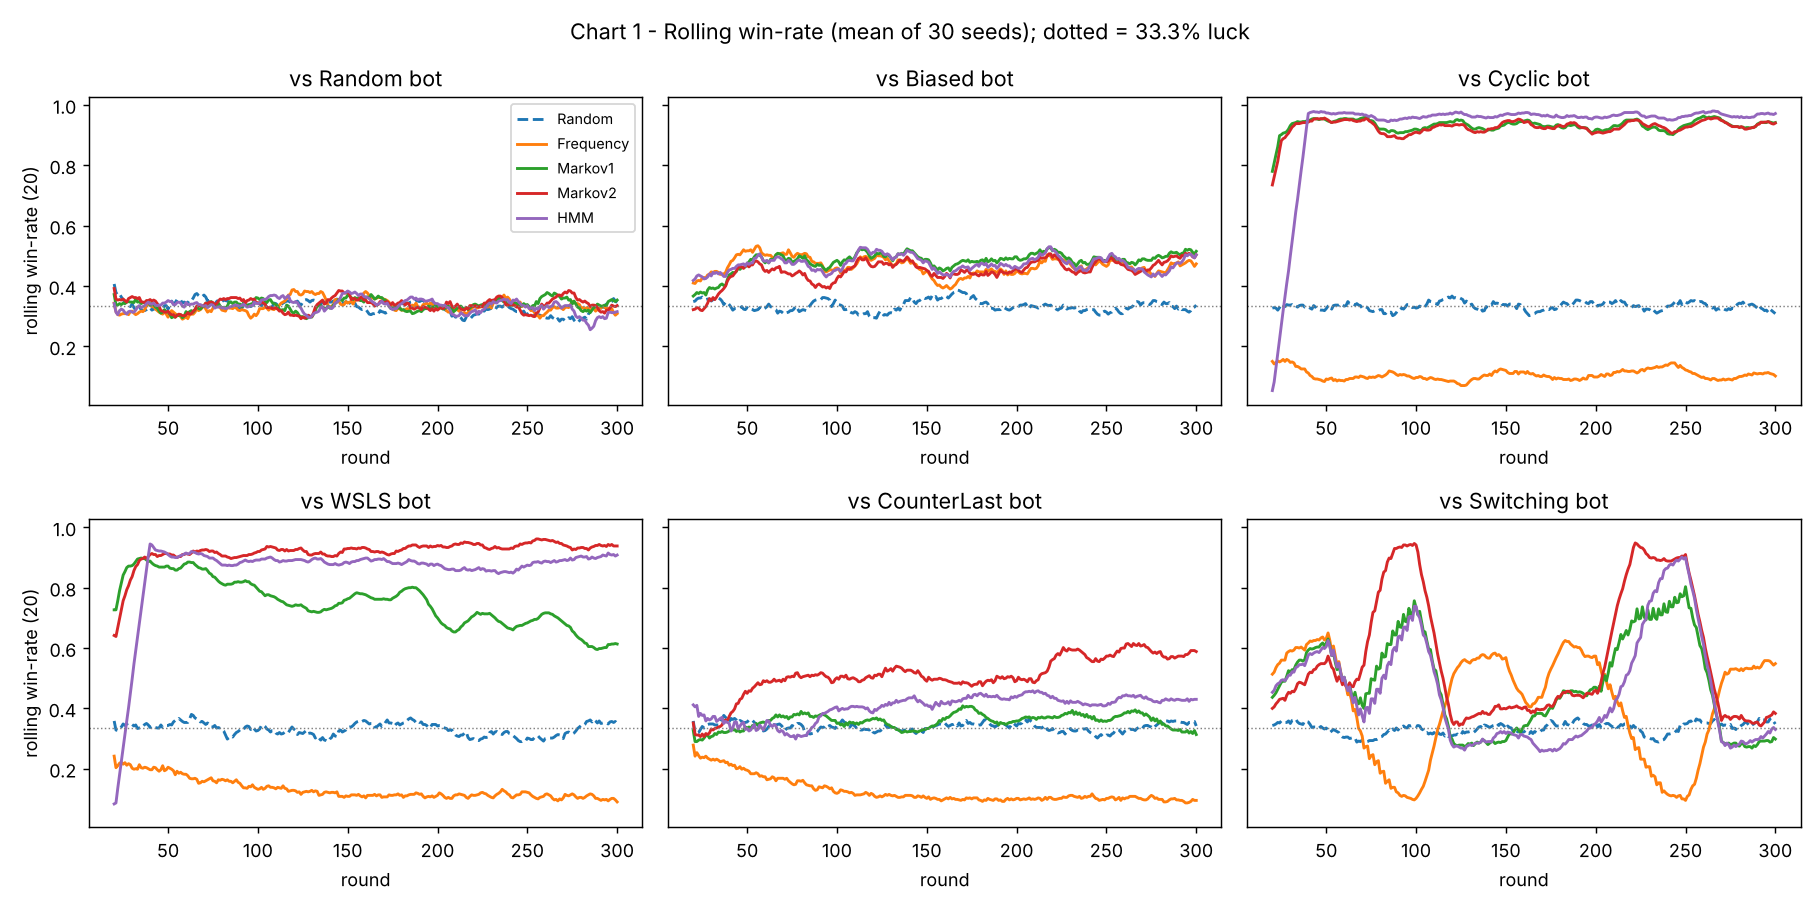 Chart 1 - Rolling win-rate (mean of 30 seeds); dotted = 33.3% luck
vs Random bot
rolling win-rate (20)
1.0
0.8
0.6
0.4
0.2
Random
Frequency
Markov1
Markov2
HMM
50 100 150 200 250 300
round
vs Biased bot
50 100 150 200 250 300
round
vs Cyclic bot
50 100 150 200 250 300
round
vs WSLS bot
rolling win-rate (20)
1.0
0.8
0.6
0.4
0.2
50 100 150 200 250 300
round
vs CounterLast bot
50 100 150 200 250 300
round
vs Switching bot
50 100 150 200 250 300
round